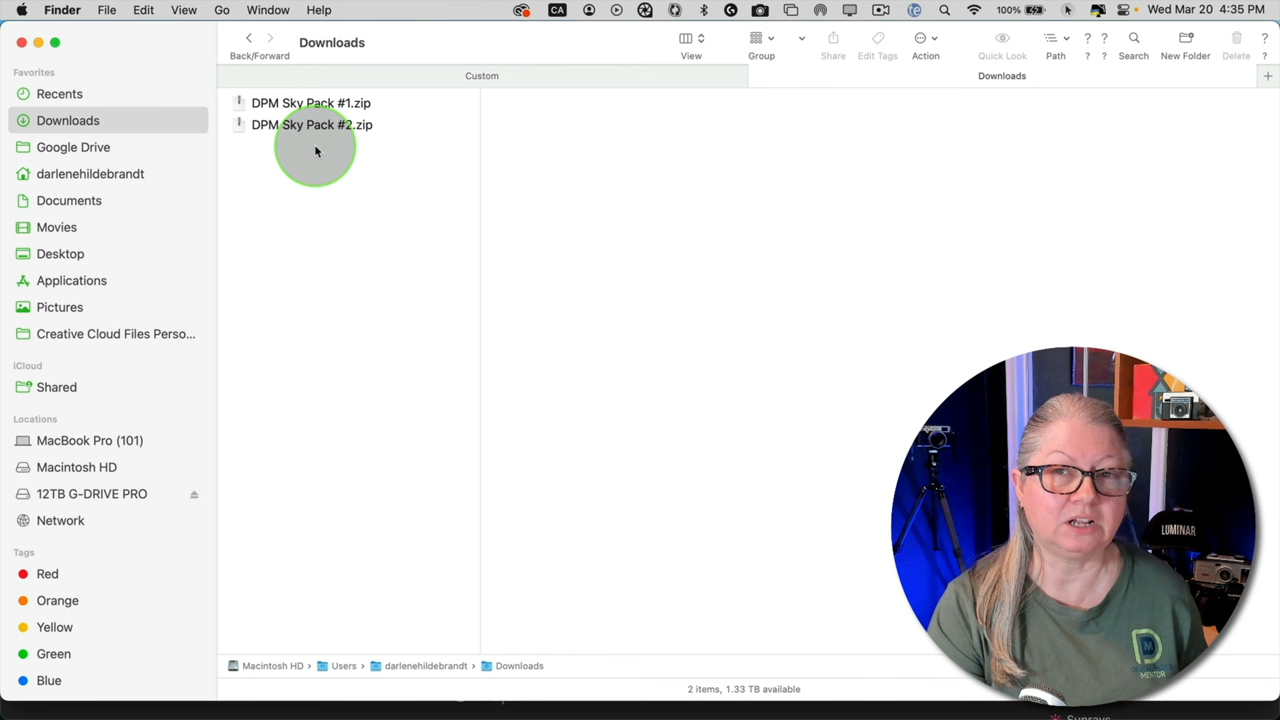 Finder File Edit View Go Window Help
CA
100%
Wed Mar 20 4:35 PM
Back/Forward
Downloads
View
Group
Share
Edit Tags
Action
Quick Look
Path
? ?
? ?
Search
New Folder
Delete
?
?
Custom
Downloads
+
Favorites
Recents
Downloads
Google Drive
darlenehildebrandt
Documents
Movies
Desktop
Applications
Pictures
Creative Cloud Files Perso...
iCloud
Shared
Locations
MacBook Pro (101)
Macintosh HD
12TB G-DRIVE PRO
Network
Tags
Red
Orange
Yellow
Green
Blue
DPM Sky Pack #1.zip
DPM Sky Pack #2.zip
LUMINAR
MENTOR
Macintosh HD › Users › darlenehildebrandt › Downloads
2 items, 1.33 TB available